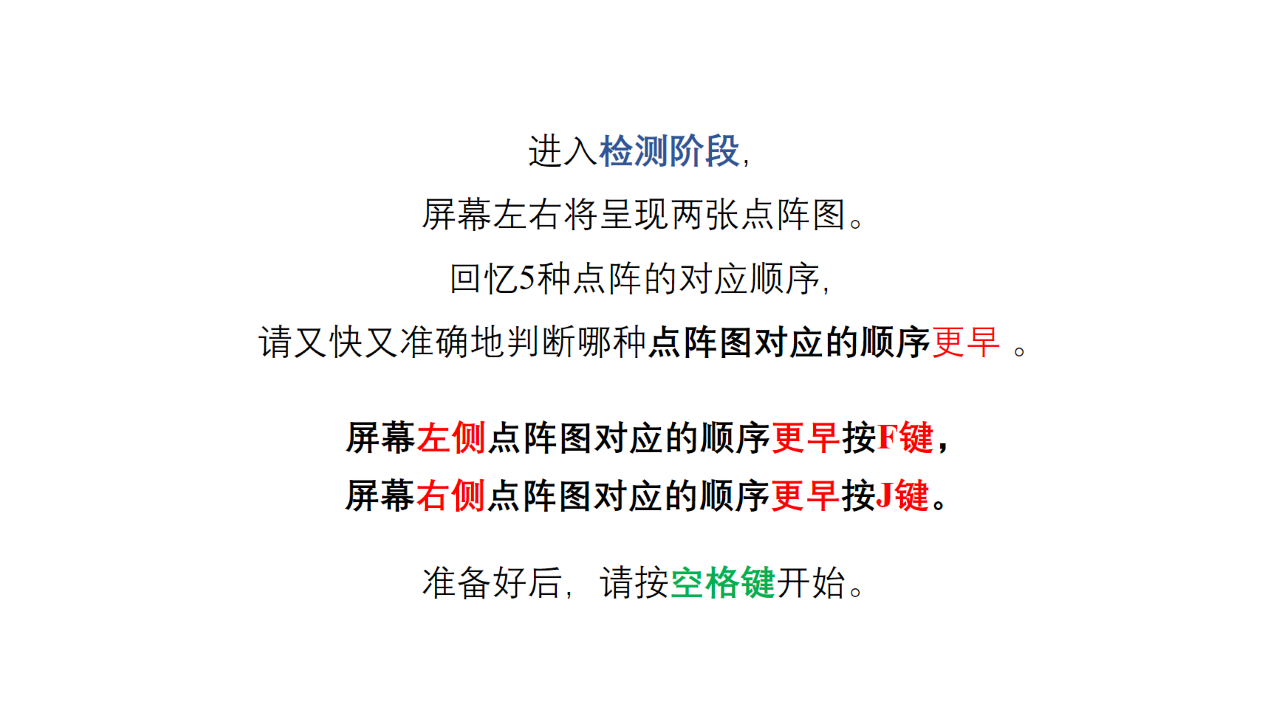 进入检测阶段，
屏幕左右将呈现两张点阵图。
回忆5种点阵的对应顺序，
请又快又准确地判断哪种点阵图对应的顺序更早 。
屏幕左侧点阵图对应的顺序更早按F键，
屏幕右侧点阵图对应的顺序更早按J键。
准备好后，请按空格键开始。